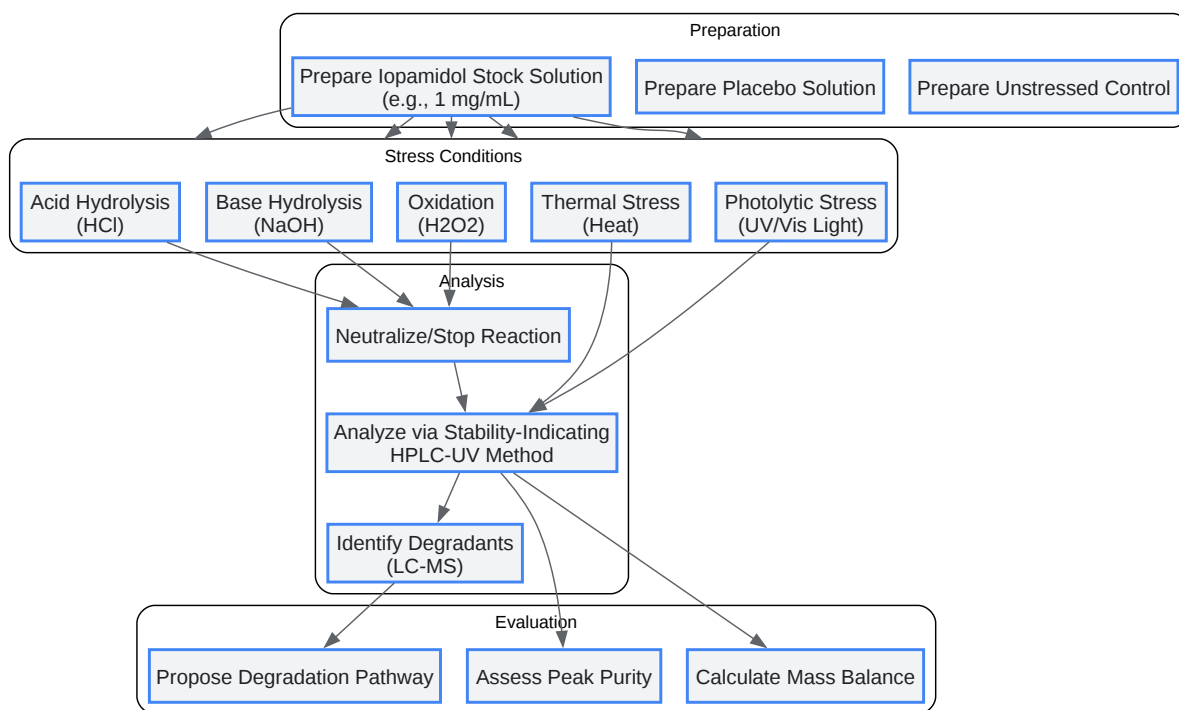 Preparation
Prepare Iopamidol Stock Solution
(e.g., 1 mg/mL)
Prepare Placebo Solution
Prepare Unstressed Control
Stress Conditions
Acid Hydrolysis
(HCl)
Base Hydrolysis
(NaOH)
Oxidation
(H2O2)
Thermal Stress
(Heat)
Photolytic Stress
(UV/Vis Light)
Analysis
Neutralize/Stop Reaction
Analyze via Stability-Indicating
HPLC-UV Method
Identify Degradants
(LC-MS)
Evaluation
Propose Degradation Pathway
Assess Peak Purity
Calculate Mass Balance